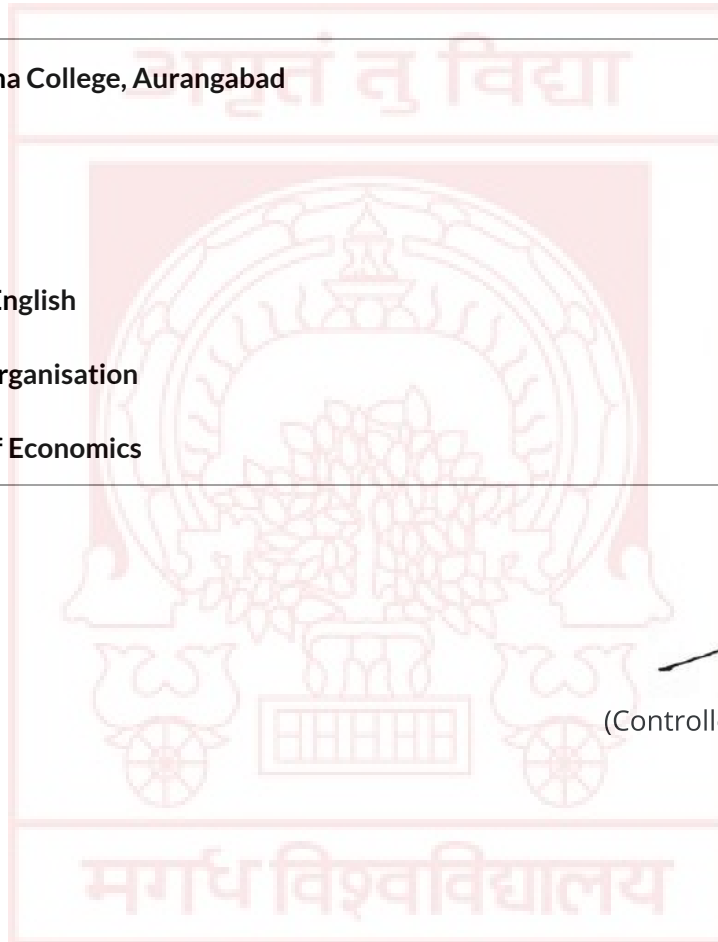 अमृतं तु विद्या
na College, Aurangabad
English
rganisation
f Economics
(Controll
मगध विश्वविद्यालय